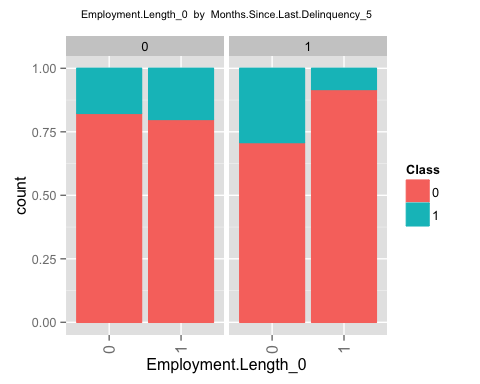 Employment.Length_0 by Months.Since.Last.Delinquency_5
0 1
1.00
0.75
0.50
0.25
0.00
count
0 1 0 1
Employment.Length_0
Class
0
1